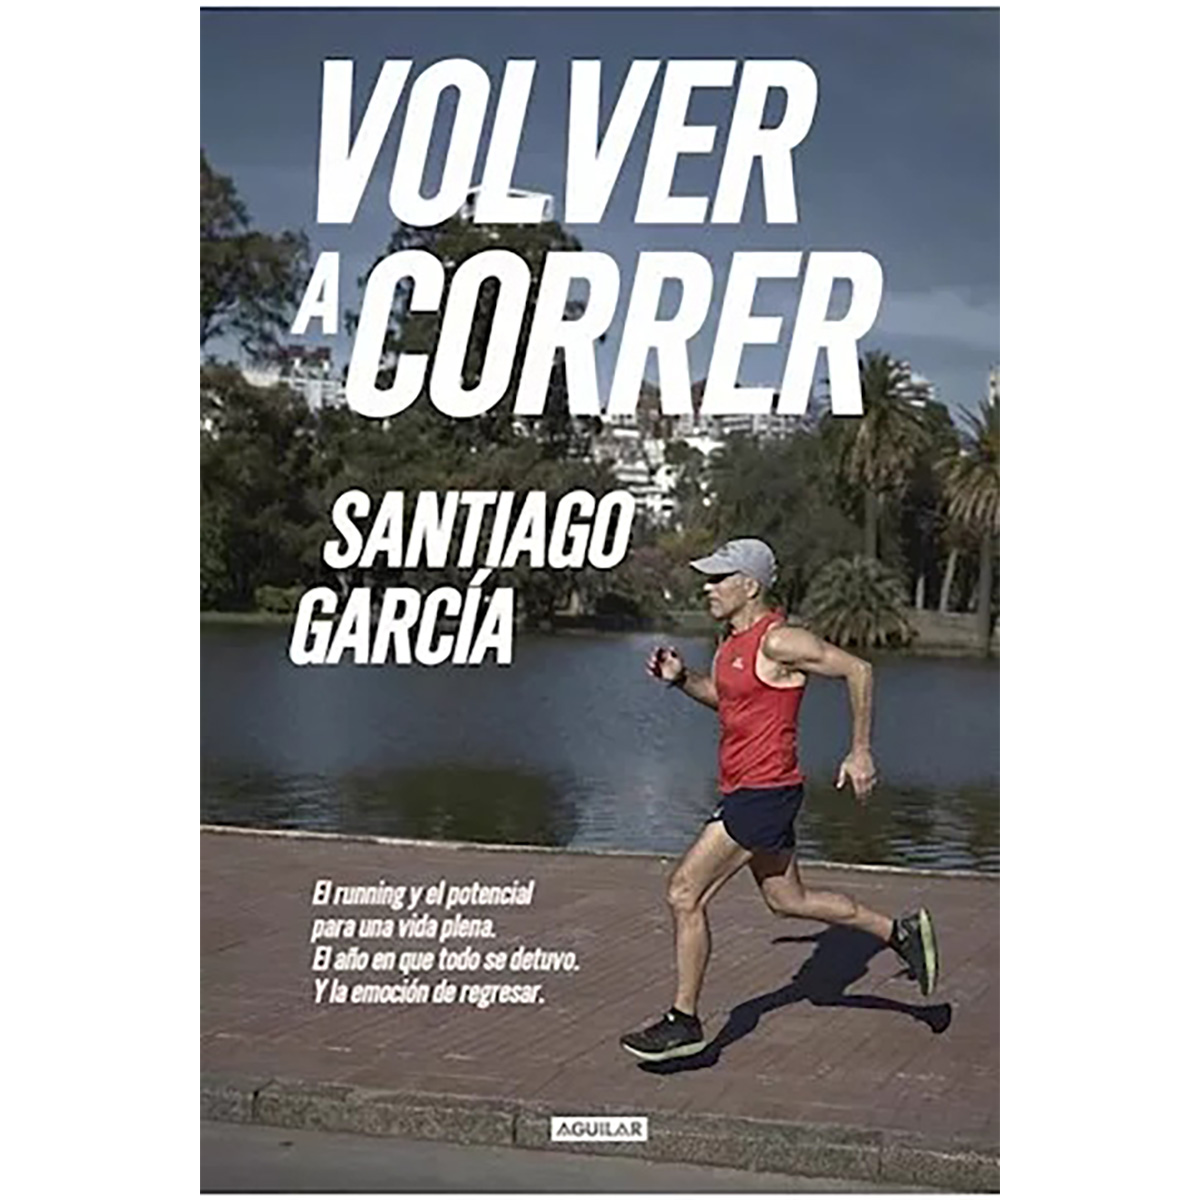 VOLVER
A CORRER
SANTIAGO
GARCÍA
El running y el potencial
para una vida plena.
El año en que todo se detuvo.
Y la emoción de regresar.
AGUILAR